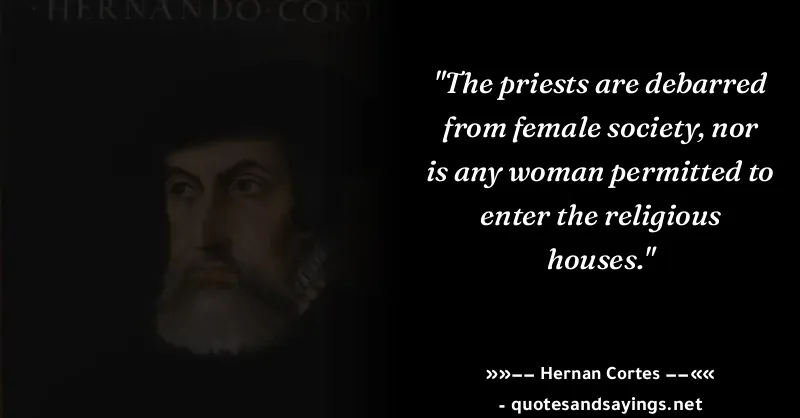 ·HERNANDO·CORT
"The priests are debarred
from female society, nor
is any woman permitted to
enter the religious
houses."
»»−− Hernan Cortes −−««
- quotesandsayings.net